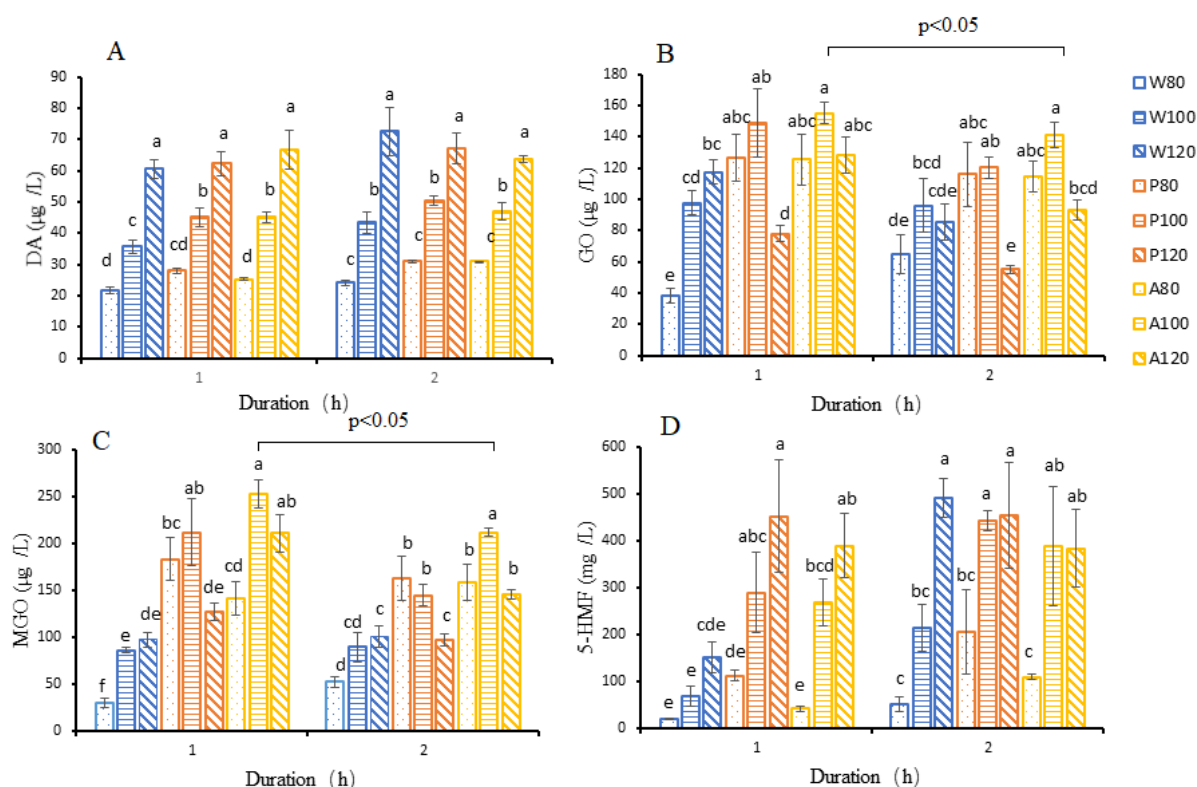 A
DA (μg /L)
90
80
70
60
50
40
30
20
10
0
d c a cd b a d b a
c b a c b a c b a
1 2
Duration (h)
p<0.05
B
GO (μg /L)
180
160
140
120
100
80
60
40
20
0
e cd bc abc ab d abc a abc
de bcd cde abc abc e abc a bcd
1 2
Duration (h)
W80
W100
W120
P80
P100
P120
A80
A100
A120
p<0.05
C
MGO (μg /L)
300
250
200
150
100
50
0
f e de bc ab de cd a ab
d cd c b b c b a b
1 2
Duration (h)
D
5-HMF (mg /L)
600
500
400
300
200
100
0
e e cde de abc a e bcd ab
c bc a bc a a c ab ab
1 2
Duration (h)